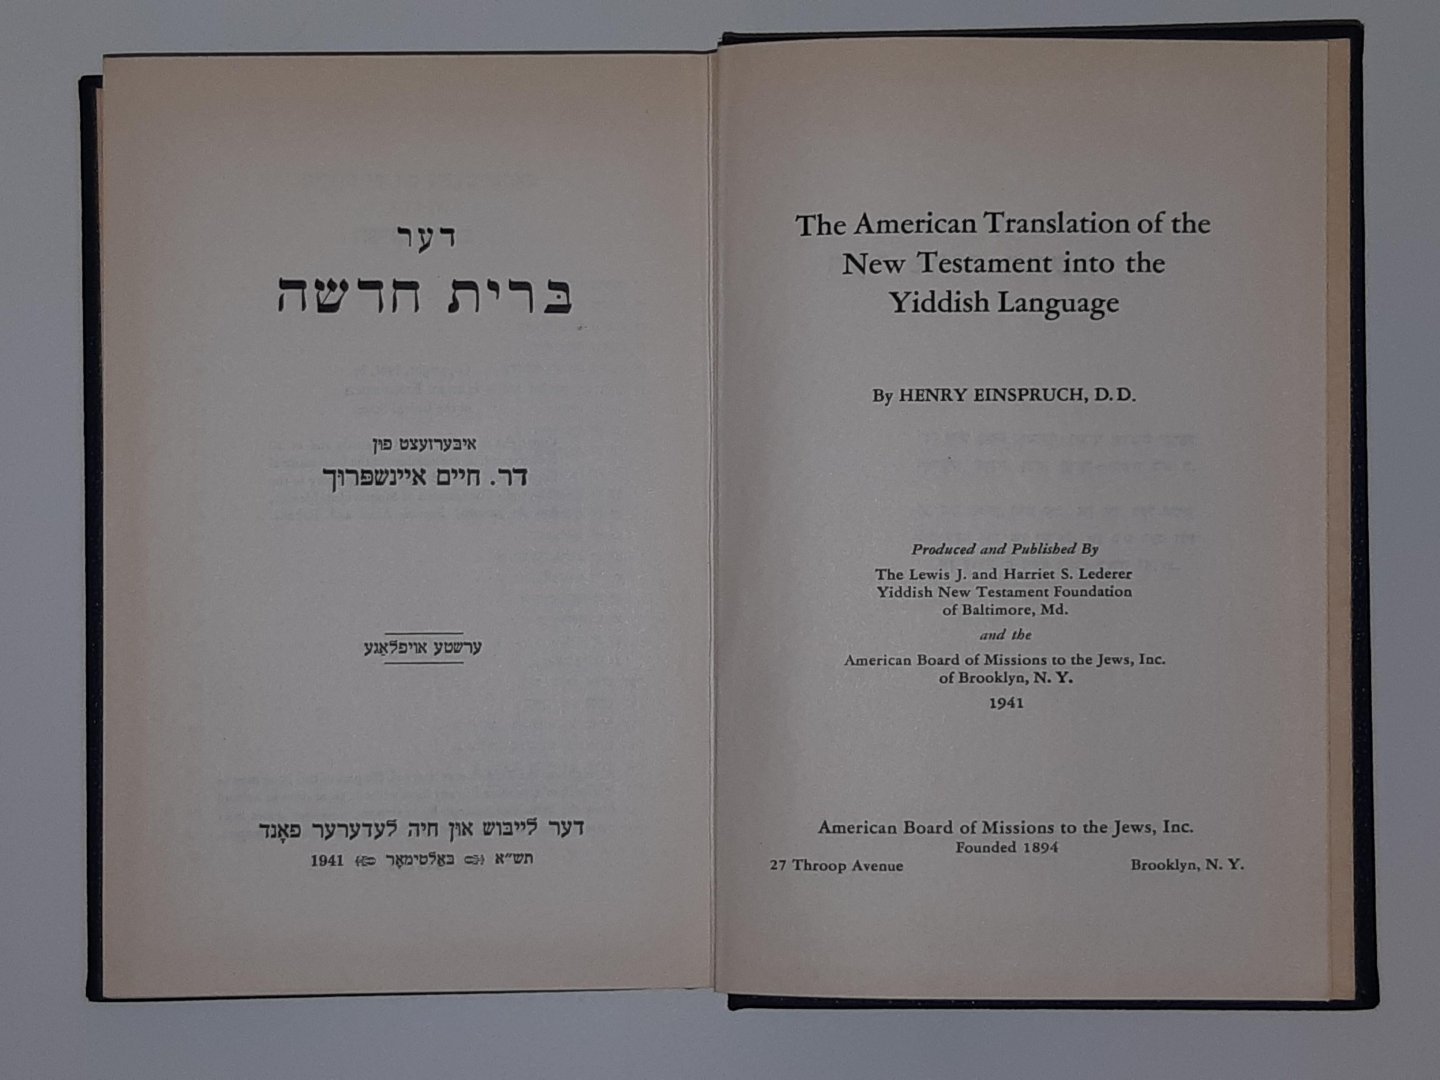 דער
ברית חדשה
איבערזעצט פון
דר. חיים איינשפּרוך
ערשטע אויפלאַגע
דער לייבוש און חיה לעדערער פאָנד
תש״א באַלטימאָר 1941
The American Translation of the
New Testament into the
Yiddish Language
By HENRY EINSPRUCH, D. D.
Produced and Published By
The Lewis J. and Harriet S. Lederer
Yiddish New Testament Foundation
of Baltimore, Md.
and the
American Board of Missions to the Jews, Inc.
of Brooklyn, N. Y.
1941
American Board of Missions to the Jews, Inc.
Founded 1894
27 Throop Avenue Brooklyn, N. Y.